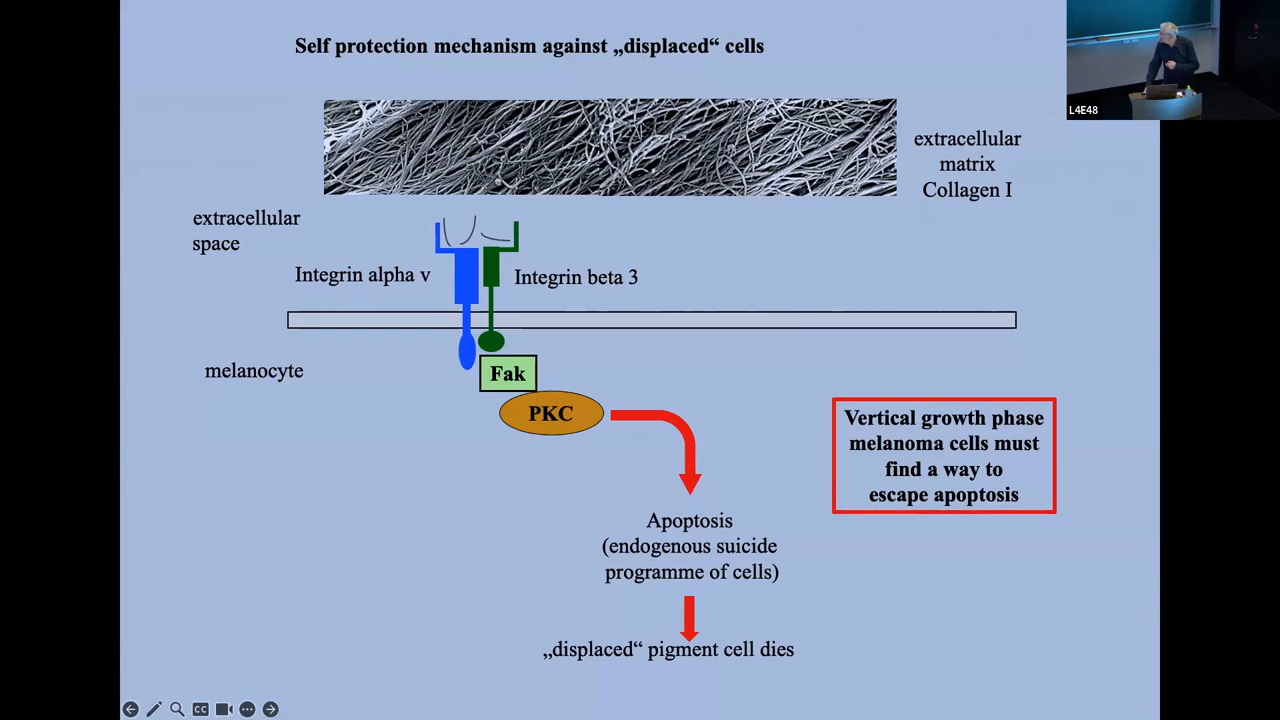 Self protection mechanism against „displaced“ cells
L4E48
extracellular
matrix
Collagen I
extracellular
space
Integrin alpha v
Integrin beta 3
melanocyte
Fak
PKC
Vertical growth phase
melanoma cells must
find a way to
escape apoptosis
Apoptosis
(endogenous suicide
programme of cells)
„displaced“ pigment cell dies
CC